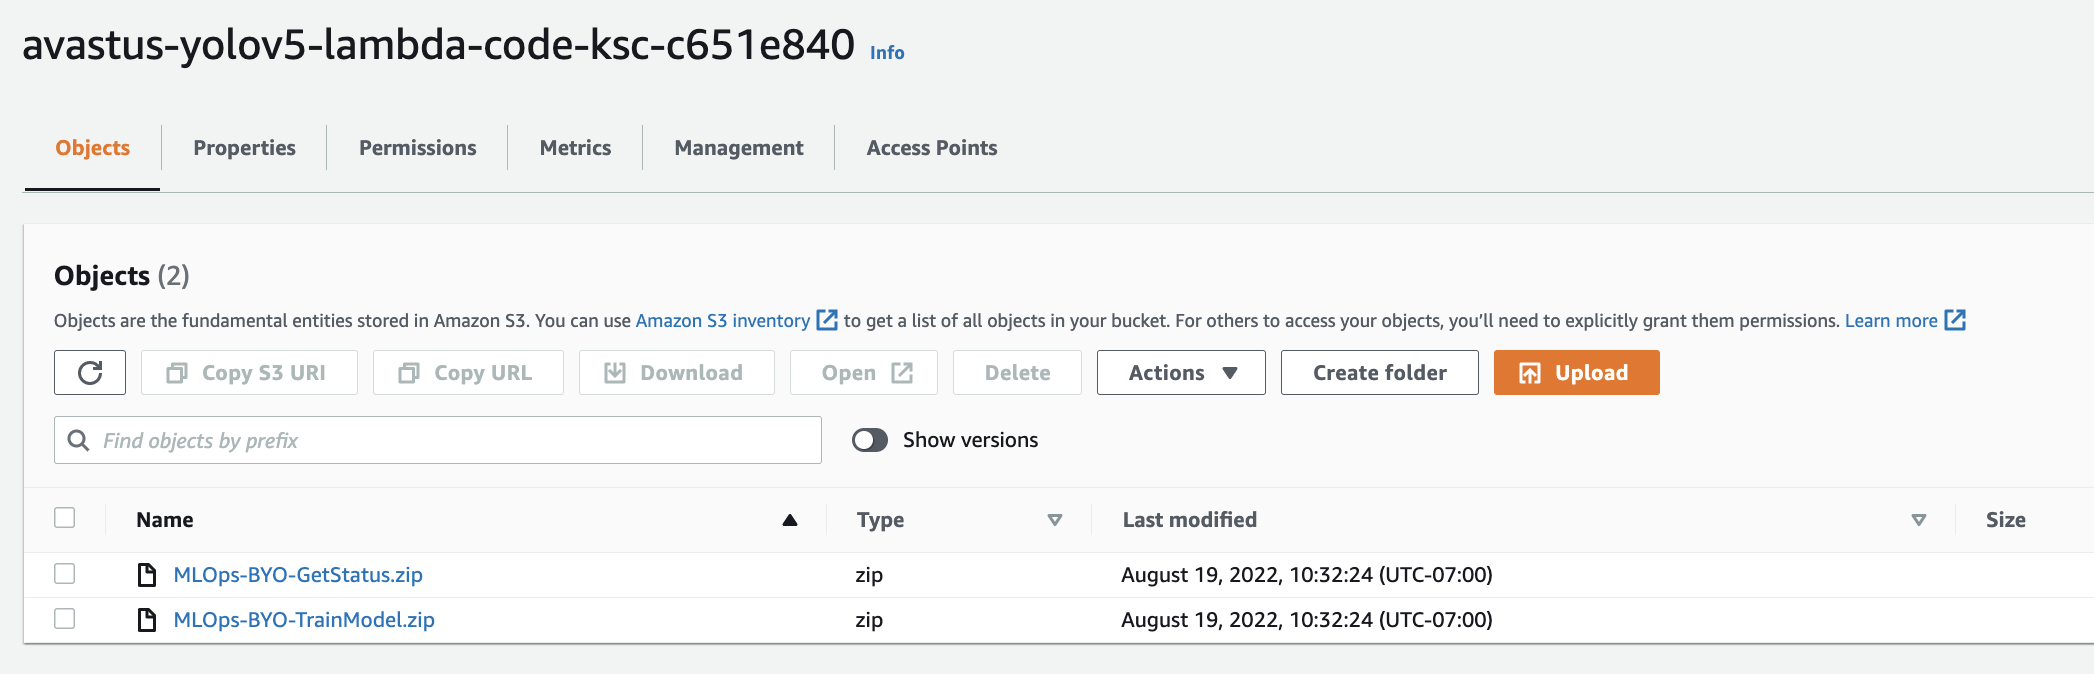 avastus-yolov5-lambda-code-ksc-c651e840 Info
Objects Properties Permissions Metrics Management Access Points
Objects (2)
Objects are the fundamental entities stored in Amazon S3. You can use Amazon S3 inventory to get a list of all objects in your bucket. For others to access your objects, you'll need to explicitly grant them permissions. Learn more
Copy S3 URI Copy URL Download Open Delete Actions Create folder Upload
Find objects by prefix Show versions
Name Type Last modified Size
MLOps-BYO-GetStatus.zip zip August 19, 2022, 10:32:24 (UTC-07:00)
MLOps-BYO-TrainModel.zip zip August 19, 2022, 10:32:24 (UTC-07:00)